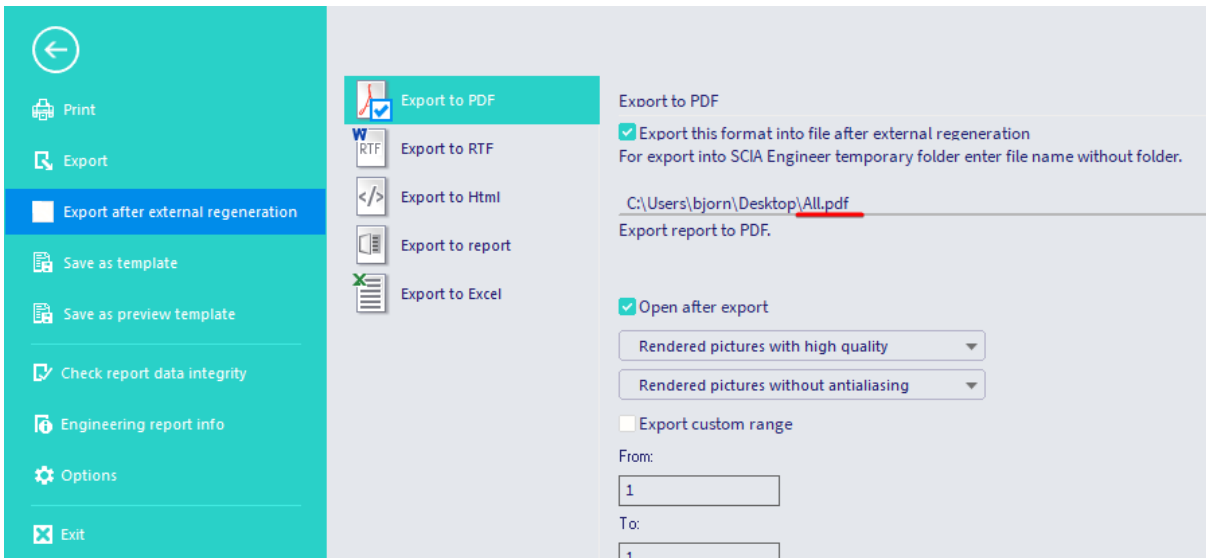 Print
Export
Export after external regeneration
Save as template
Save as preview template
Check report data integrity
Engineering report info
Options
Exit
Export to PDF
W
RTF
Export to RTF
</>
Export to Html
Export to report
X
Export to Excel
Export to PDF
Export this format into file after external regeneration
For export into SCIA Engineer temporary folder enter file name without folder.
C:\Users\bjorn\Desktop\All.pdf
Export report to PDF.
Open after export
Rendered pictures with high quality
Rendered pictures without antialiasing
Export custom range
From:
1
To:
1